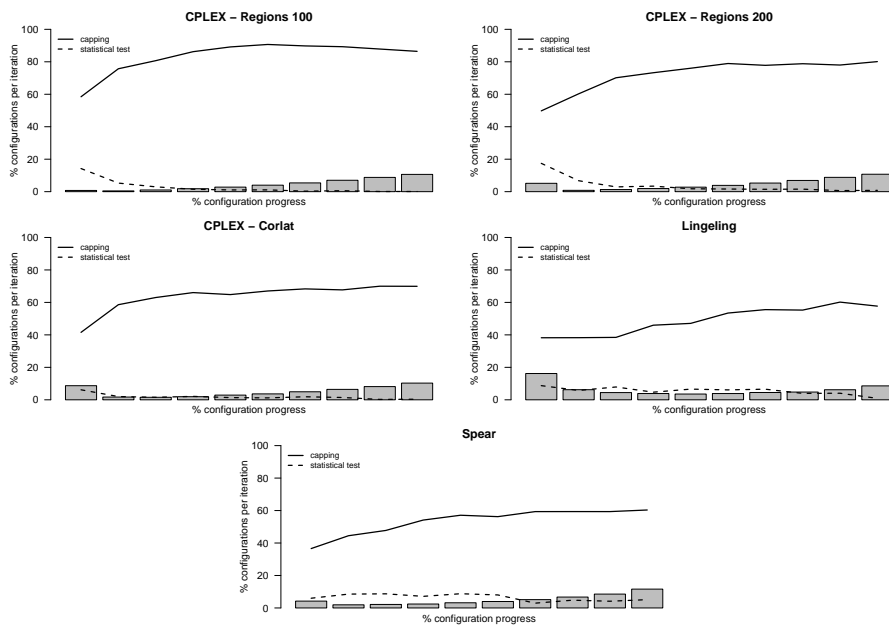 CPLEX − Regions 100
% configurations per iteration
100
80
60
40
20
0
capping
statistical test
% configuration progress
CPLEX − Regions 200
% configurations per iteration
100
80
60
40
20
0
capping
statistical test
% configuration progress
CPLEX − Corlat
% configurations per iteration
100
80
60
40
20
0
capping
statistical test
% configuration progress
Lingeling
% configurations per iteration
100
80
60
40
20
0
capping
statistical test
% configuration progress
Spear
% configurations per iteration
100
80
60
40
20
0
capping
statistical test
% configuration progress